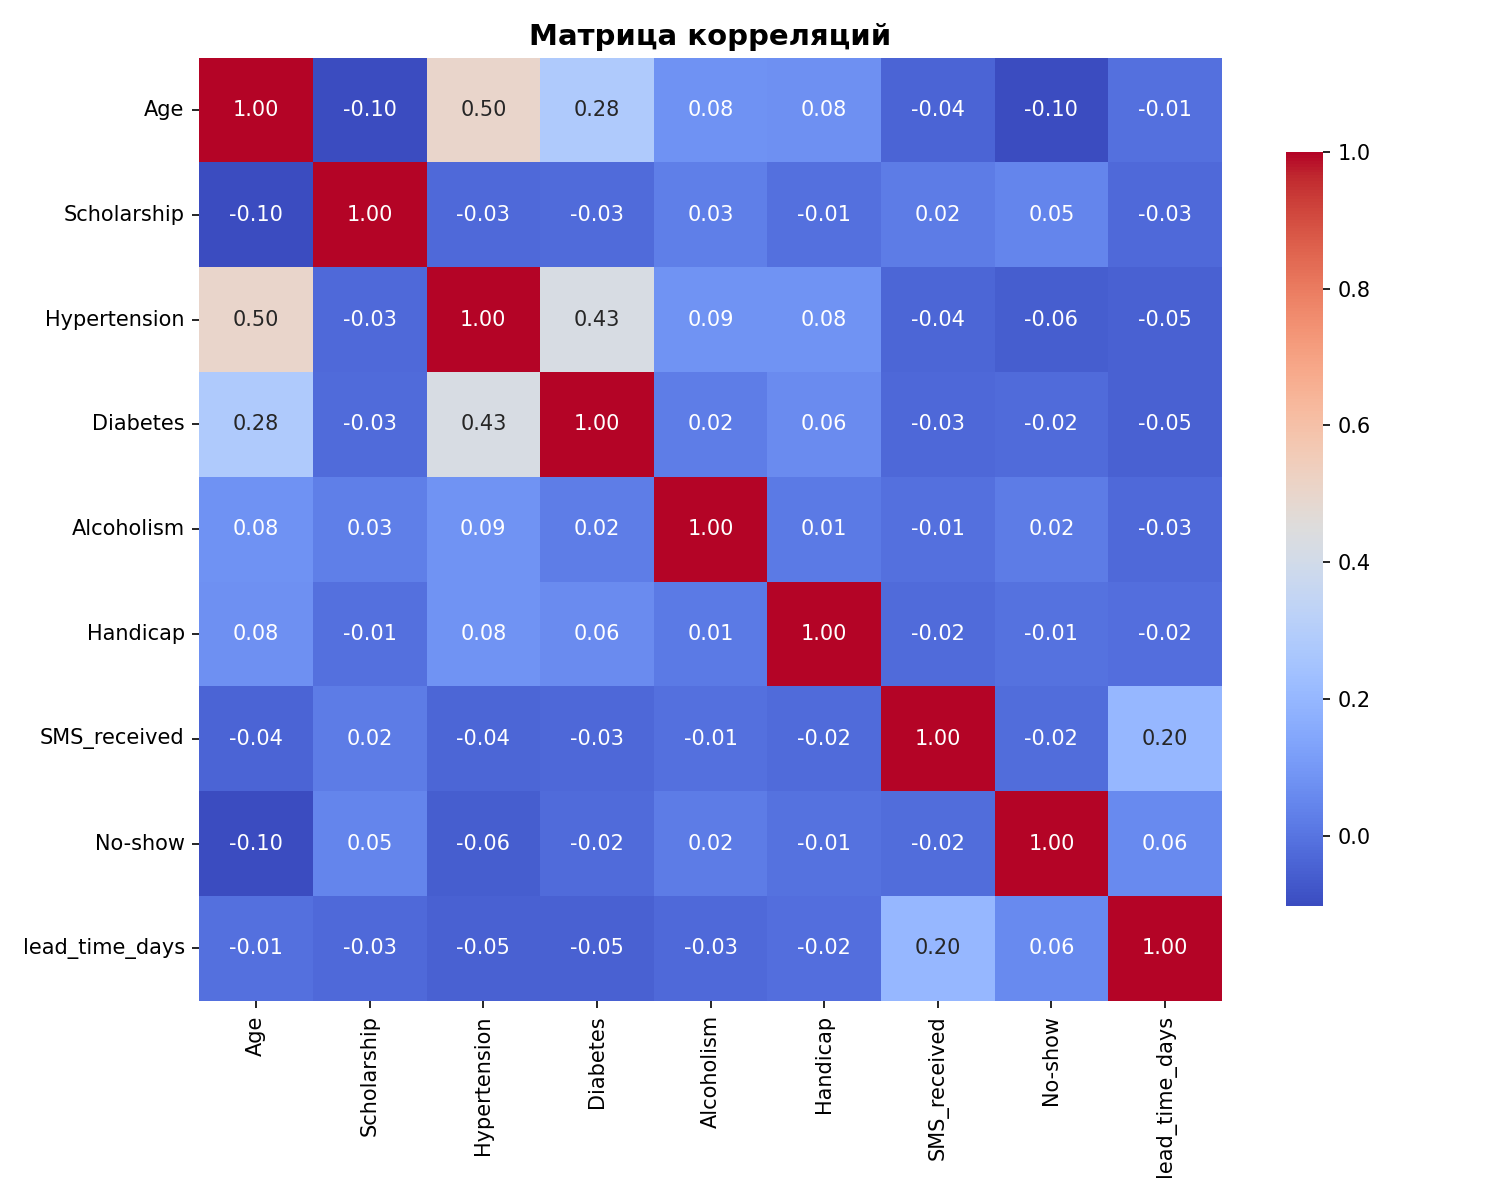 Матрица корреляций
Age 1.00 -0.10 0.50 0.28 0.08 0.08 -0.04 -0.10 -0.01
Scholarship -0.10 1.00 -0.03 -0.03 0.03 -0.01 0.02 0.05 -0.03
Hypertension 0.50 -0.03 1.00 0.43 0.09 0.08 -0.04 -0.06 -0.05
Diabetes 0.28 -0.03 0.43 1.00 0.02 0.06 -0.03 -0.02 -0.05
Alcoholism 0.08 0.03 0.09 0.02 1.00 0.01 -0.01 0.02 -0.03
Handicap 0.08 -0.01 0.08 0.06 0.01 1.00 -0.02 -0.01 -0.02
SMS_received -0.04 0.02 -0.04 -0.03 -0.01 -0.02 1.00 -0.02 0.20
No-show -0.10 0.05 -0.06 -0.02 0.02 -0.01 -0.02 1.00 0.06
lead_time_days -0.01 -0.03 -0.05 -0.05 -0.03 -0.02 0.20 0.06 1.00
Age
Scholarship
Hypertension
Diabetes
Alcoholism
Handicap
SMS_received
No-show
lead_time_days
1.0
0.8
0.6
0.4
0.2
0.0